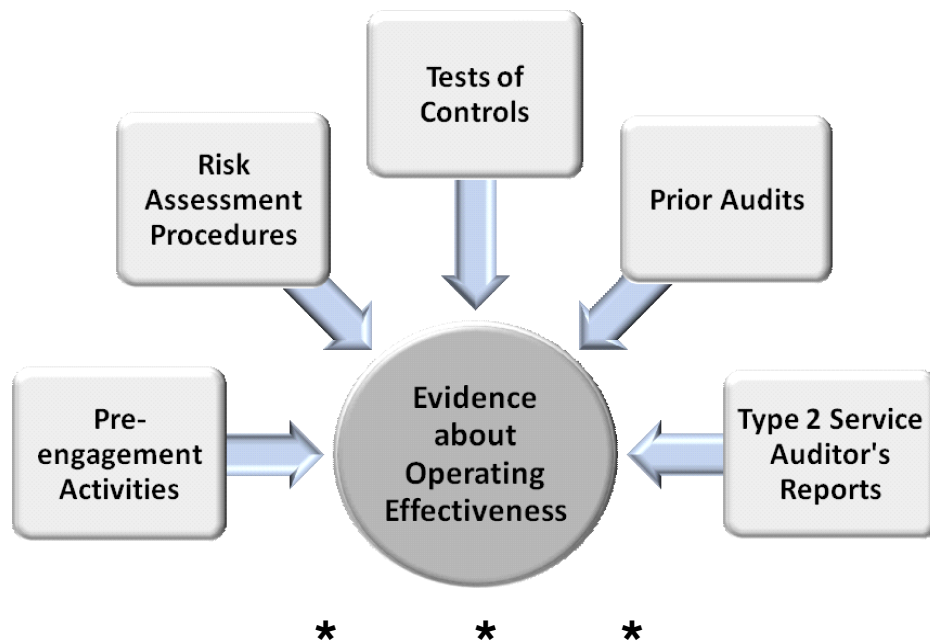 Tests of
Controls
Risk
Assessment
Procedures
Prior Audits
Pre-
engagement
Activities
Evidence
about
Operating
Effectiveness
Type 2 Service
Auditor's
Reports
* * *